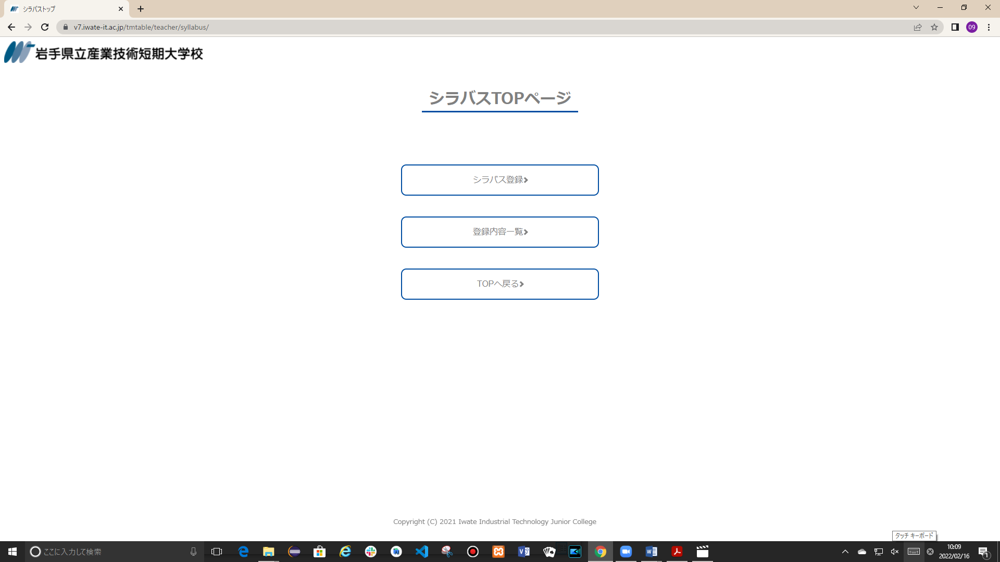 シラバストップ
v7.iwate-it.ac.jp/tmtable/teacher/syllabus/
09
岩手県立産業技術短期大学校
シラバスTOPページ
シラバス登録
登録内容一覧
TOPへ戻る
Copyright (C) 2021 Iwate Industrial Technology Junior College
タッチ キーボード
ここに入力して検索
10:09
2022/02/16
1